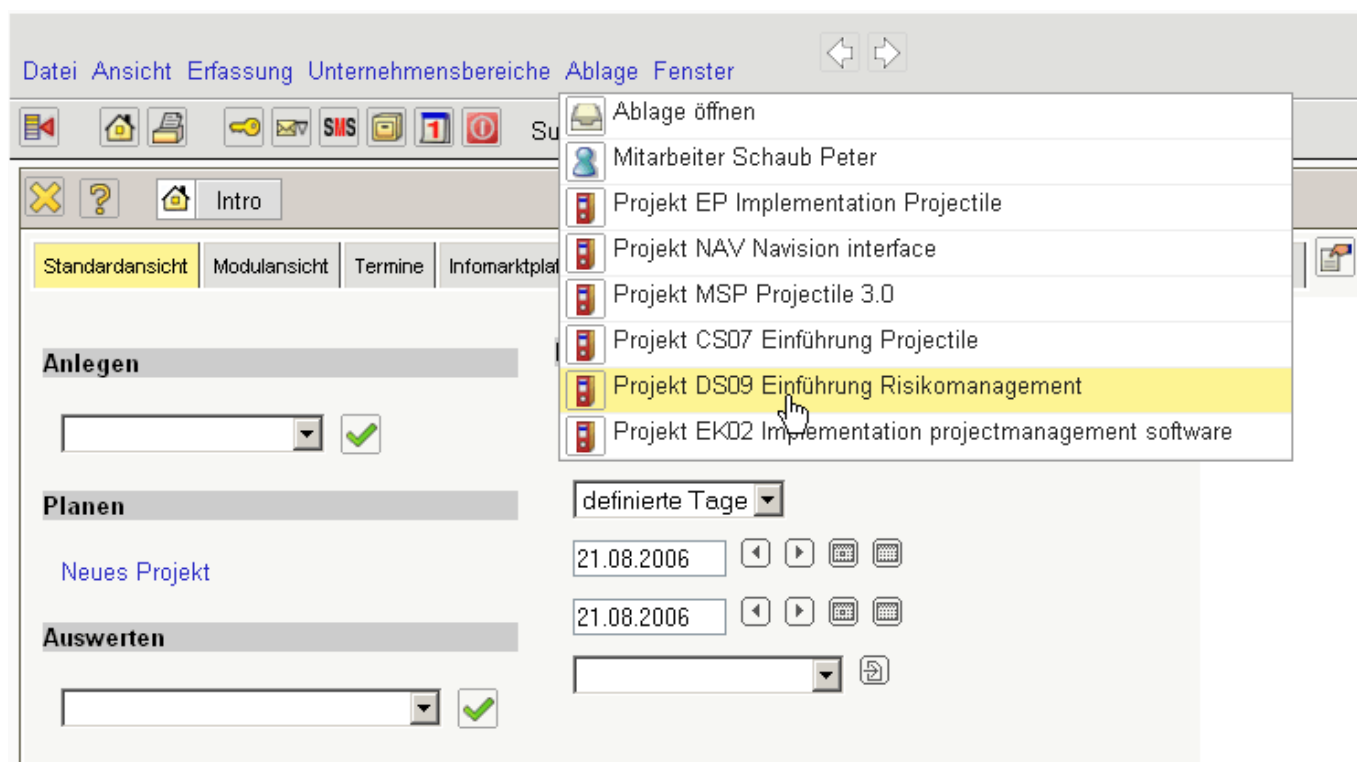 Datei Ansicht Erfassung Unternehmensbereiche Ablage Fenster
SMS 1 Su
Ablage öffnen
Mitarbeiter Schaub Peter
Projekt EP Implementation Projectile
Projekt NAV Navision interface
Projekt MSP Projectile 3.0
Projekt CS07 Einführung Projectile
Projekt DS09 Einführung Risikomanagement
Projekt EK02 Implementation projectmanagement software
? Intro
Standardansicht Modulansicht Termine Infomarktplat
Anlegen
Planen
Neues Projekt
Auswerten
definierte Tage
21.08.2006
21.08.2006